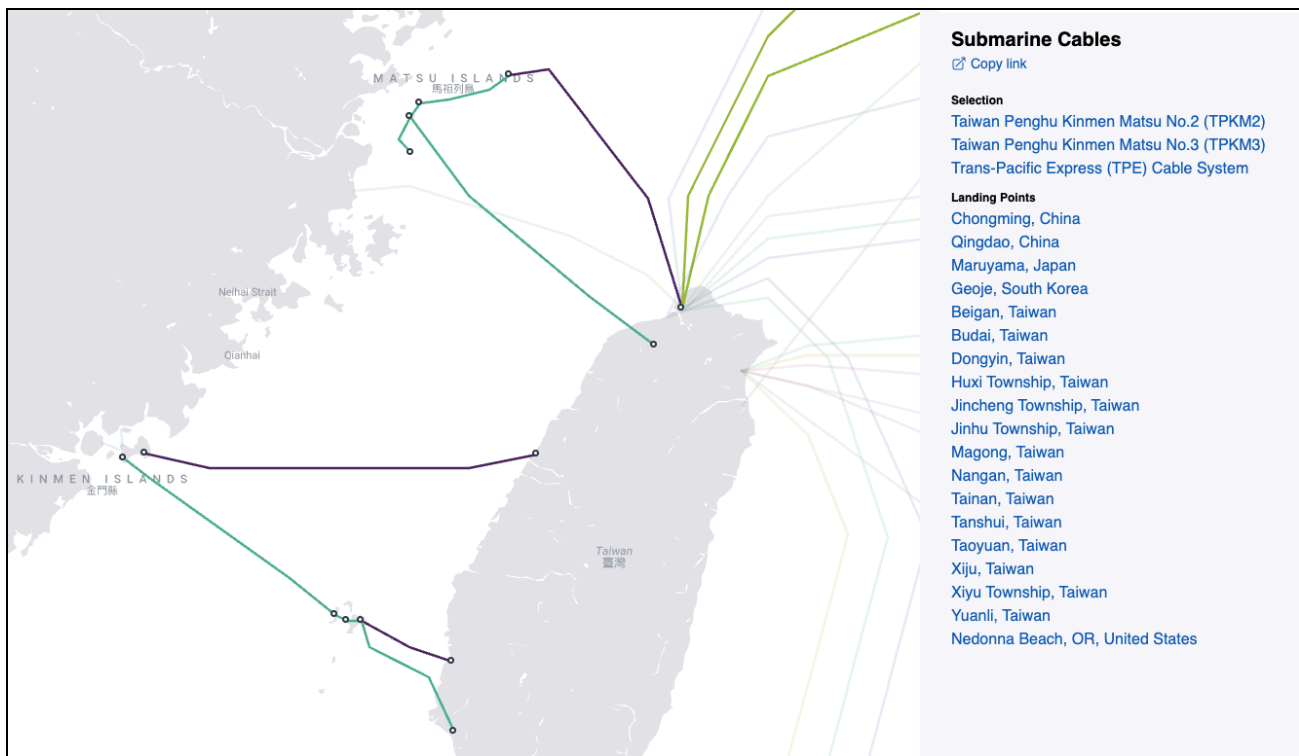 MATSU ISLANDS
馬祖列島
Neihai Strait
Qianhai
KINMEN ISLANDS
金門縣
Taiwan
臺灣
Submarine Cables
Copy link
Selection
Taiwan Penghu Kinmen Matsu No.2 (TPKM2)
Taiwan Penghu Kinmen Matsu No.3 (TPKM3)
Trans-Pacific Express (TPE) Cable System
Landing Points
Chongming, China
Qingdao, China
Maruyama, Japan
Geoje, South Korea
Beigan, Taiwan
Budai, Taiwan
Dongyin, Taiwan
Huxi Township, Taiwan
Jincheng Township, Taiwan
Jinhu Township, Taiwan
Magong, Taiwan
Nangan, Taiwan
Tainan, Taiwan
Tanshui, Taiwan
Taoyuan, Taiwan
Xiju, Taiwan
Xiyu Township, Taiwan
Yuanli, Taiwan
Nedonna Beach, OR, United States